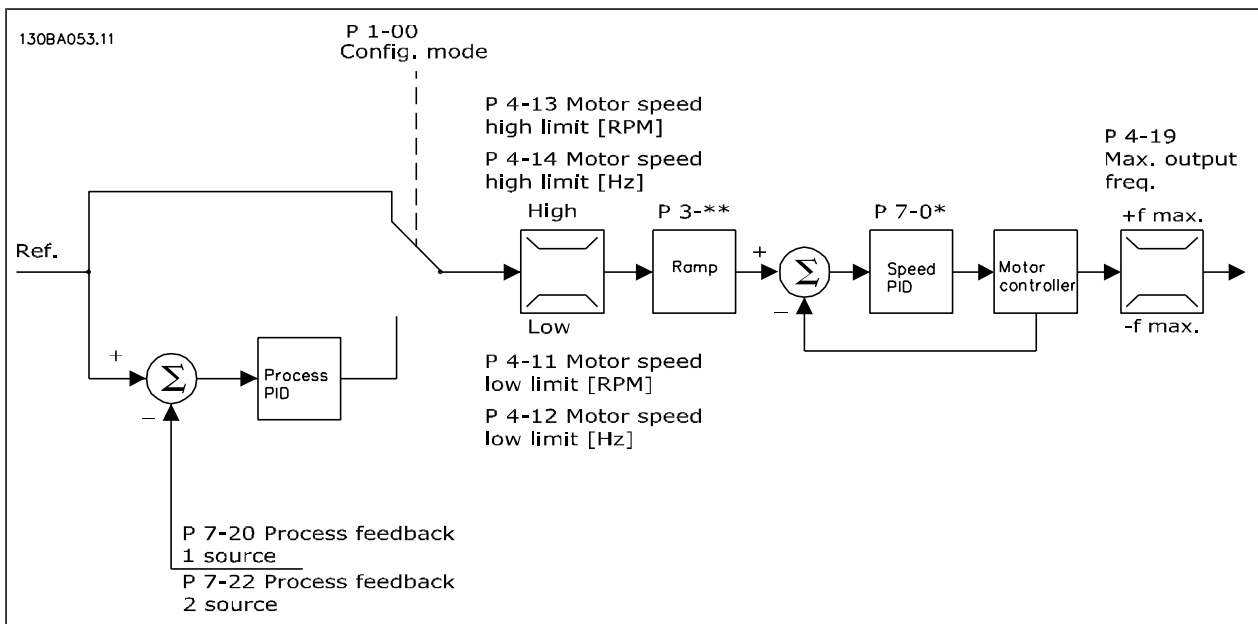 130BA053.11
P 1-00
Config. mode
P 4-13 Motor speed
high limit [RPM]
P 4-14 Motor speed
high limit [Hz]
P 4-19
Max. output
freq.
High
P 3-**
P 7-0*
+f max.
Ref.
+
Σ
Ramp
Speed
PID
Motor
controller
−
Low
-f max.
P 4-11 Motor speed
low limit [RPM]
P 4-12 Motor speed
low limit [Hz]
+
Σ
Process
PID
−
P 7-20 Process feedback
1 source
P 7-22 Process feedback
2 source